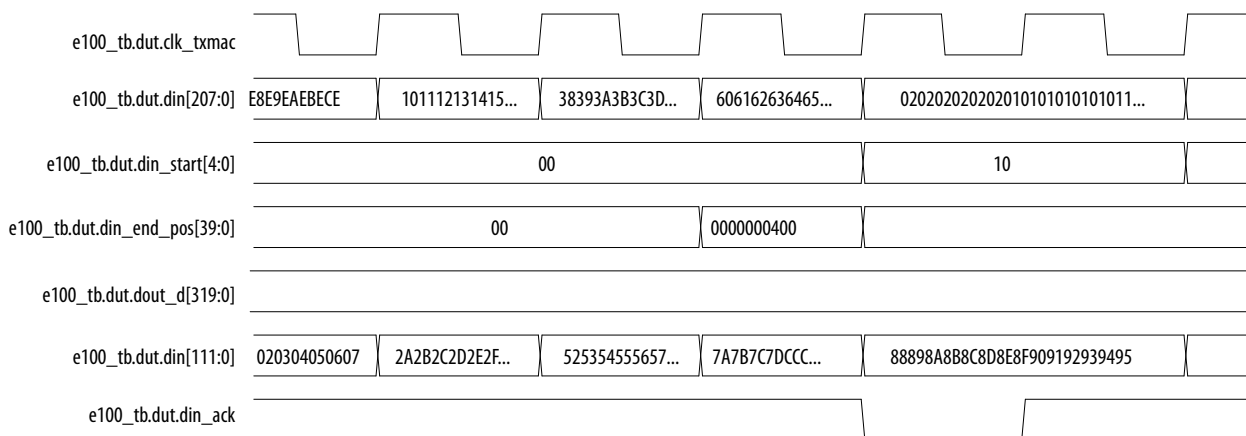 e100_tb.dut.clk_txmac
e100_tb.dut.din[207:0] E8E9EAEBECE 101112131415... 38393A3B3C3D... 606162636465... 020202020202010101010101011...
e100_tb.dut.din_start[4:0] 00 10
e100_tb.dut.din_end_pos[39:0] 00 0000000400
e100_tb.dut.dout_d[319:0]
e100_tb.dut.din[111:0] 020304050607 2A2B2C2D2E2F... 525354555657... 7A7B7C7DCCC... 88898A8B8C8D8E8F909192939495
e100_tb.dut.din_ack